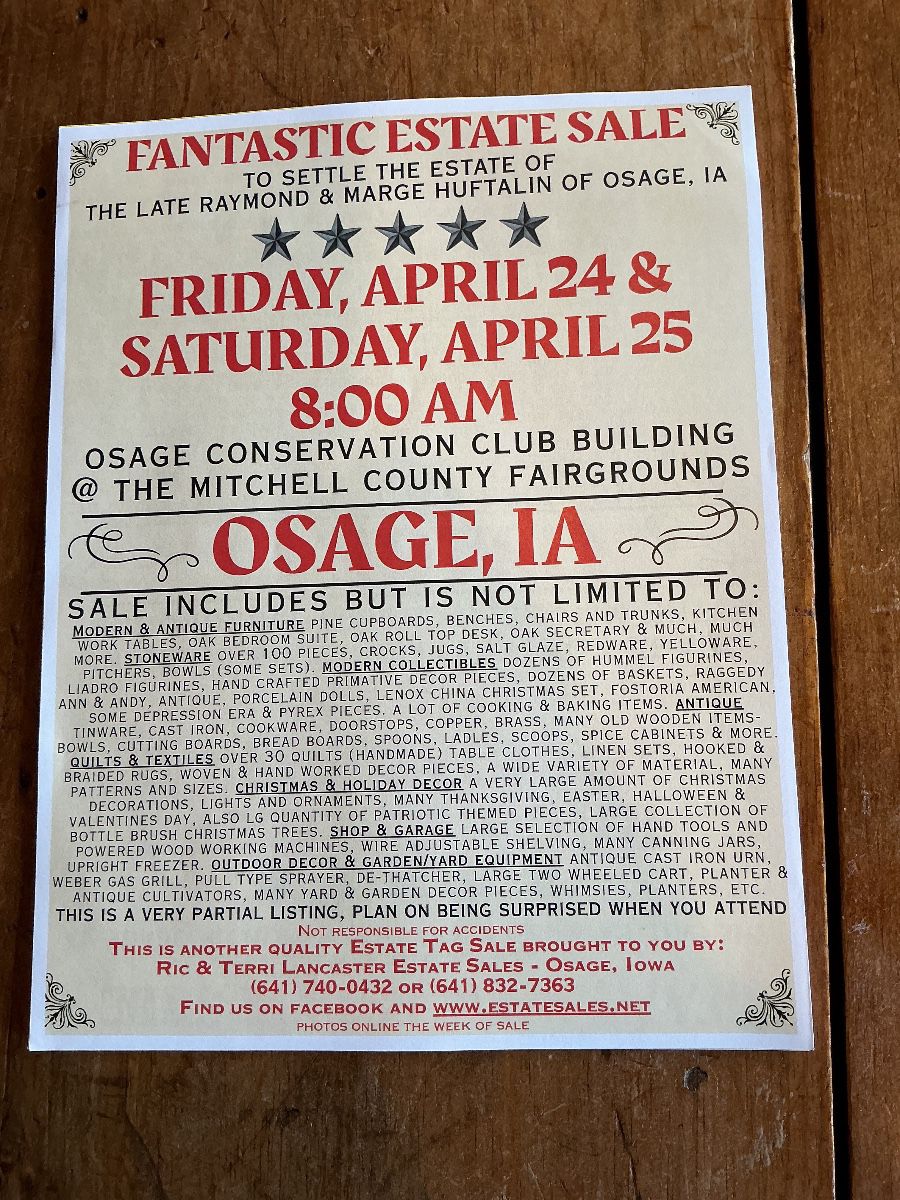 FANTASTIC ESTATE SALE
TO SETTLE THE ESTATE OF
THE LATE RAYMOND & MARGE HUFTALIN OF OSAGE, IA
FRIDAY, APRIL 24 &
SATURDAY, APRIL 25
8:00 AM
OSAGE CONSERVATION CLUB BUILDING
@ THE MITCHELL COUNTY FAIRGROUNDS
OSAGE, IA
SALE INCLUDES BUT IS NOT LIMITED TO:
MODERN & ANTIQUE FURNITURE PINE CUPBOARDS, BENCHES, CHAIRS AND TRUNKS, KITCHEN
WORK TABLES, OAK BEDROOM SUITE, OAK ROLL TOP DESK, OAK SECRETARY & MUCH, MUCH
MORE. STONEWARE OVER 100 PIECES, CROCKS, JUGS, SALT GLAZE, REDWARE, YELLOWARE,
PITCHERS, BOWLS (SOME SETS). MODERN COLLECTIBLES DOZENS OF HUMMEL FIGURINES,
LIADRO FIGURINES, HAND CRAFTED PRIMATIVE DECOR PIECES, DOZENS OF BASKETS, RAGGEDY
ANN & ANDY, ANTIQUE, PORCELAIN DOLLS, LENOX CHINA CHRISTMAS SET, FOSTORIA AMERICAN,
SOME DEPRESSION ERA & PYREX PIECES. A LOT OF COOKING & BAKING ITEMS. ANTIQUE
TINWARE, CAST IRON, COOKWARE, DOORSTOPS, COPPER, BRASS, MANY OLD WOODEN ITEMS-
BOWLS, CUTTING BOARDS, BREAD BOARDS, SPOONS, LADLES, SCOOPS, SPICE CABINETS & MORE.
QUILTS & TEXTILES OVER 30 QUILTS (HANDMADE) TABLE CLOTHES, LINEN SETS, HOOKED &
BRAIDED RUGS, WOVEN & HAND WORKED DECOR PIECES, A WIDE VARIETY OF MATERIAL, MANY
PATTERNS AND SIZES. CHRISTMAS & HOLIDAY DECOR A VERY LARGE AMOUNT OF CHRISTMAS
DECORATIONS, LIGHTS AND ORNAMENTS, MANY THANKSGIVING, EASTER, HALLOWEEN &
VALENTINES DAY, ALSO LG QUANTITY OF PATRIOTIC THEMED PIECES, LARGE COLLECTION OF
BOTTLE BRUSH CHRISTMAS TREES. SHOP & GARAGE LARGE SELECTION OF HAND TOOLS AND
POWERED WOOD WORKING MACHINES, WIRE ADJUSTABLE SHELVING, MANY CANNING JARS,
UPRIGHT FREEZER. OUTDOOR DECOR & GARDEN/YARD EQUIPMENT ANTIQUE CAST IRON URN,
WEBER GAS GRILL, PULL TYPE SPRAYER, DE-THATCHER, LARGE TWO WHEELED CART, PLANTER &
ANTIQUE CULTIVATORS, MANY YARD & GARDEN DECOR PIECES, WHIMSIES, PLANTERS, ETC.
THIS IS A VERY PARTIAL LISTING, PLAN ON BEING SURPRISED WHEN YOU ATTEND
NOT RESPONSIBLE FOR ACCIDENTS
THIS IS ANOTHER QUALITY ESTATE TAG SALE BROUGHT TO YOU BY:
RIC & TERRI LANCASTER ESTATE SALES - OSAGE, IOWA
(641) 740-0432 OR (641) 832-7363
FIND US ON FACEBOOK AND WWW.ESTATESALES.NET
PHOTOS ONLINE THE WEEK OF SALE